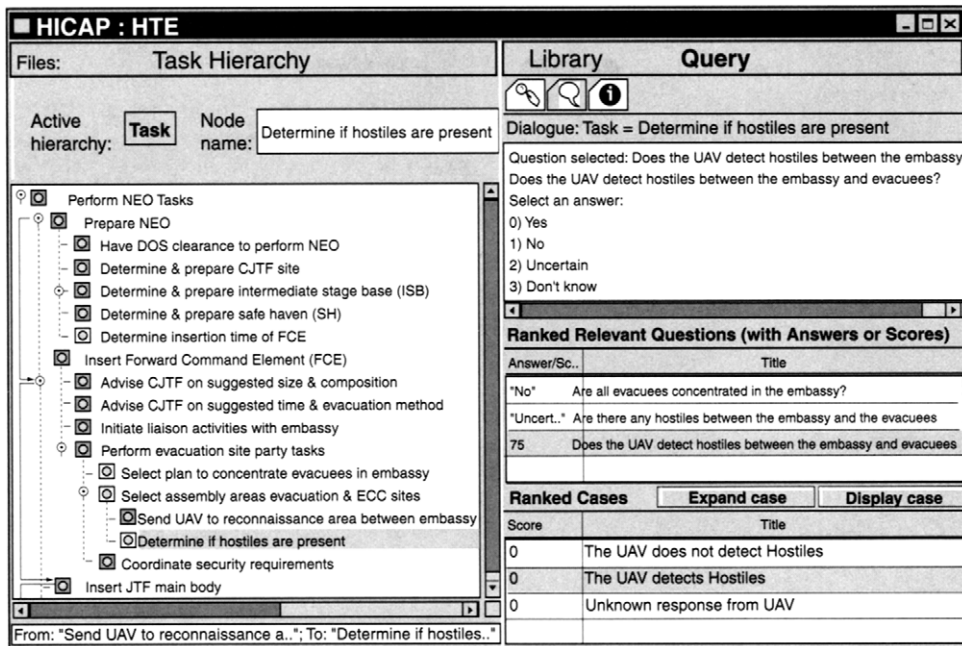 HICAP : HTE
Files: Task Hierarchy
Active hierarchy: Task Node name: Determine if hostiles are present
Perform NEO Tasks
Prepare NEO
Have DOS clearance to perform NEO
Determine & prepare CJTF site
Determine & prepare intermediate stage base (ISB)
Determine & prepare safe haven (SH)
Determine insertion time of FCE
Insert Forward Command Element (FCE)
Advise CJTF on suggested size & composition
Advise CJTF on suggested time & evacuation method
Initiate liaison activities with embassy
Perform evacuation site party tasks
Select plan to concentrate evacuees in embassy
Select assembly areas evacuation & ECC sites
Send UAV to reconnaissance area between embassy
Determine if hostiles are present
Coordinate security requirements
Insert JTF main body
From: "Send UAV to reconnaissance a.."; To: "Determine if hostiles.."
Library Query
Dialogue: Task = Determine if hostiles are present
Question selected: Does the UAV detect hostiles between the embassy
Does the UAV detect hostiles between the embassy and evacuees?
Select an answer:
0) Yes
1) No
2) Uncertain
3) Don't know
Ranked Relevant Questions (with Answers or Scores)
Answer/Sc.. Title
"No" Are all evacuees concentrated in the embassy?
"Uncert.." Are there any hostiles between the embassy and the evacuees
75 Does the UAV detect hostiles between the embassy and evacuees
Ranked Cases Expand case Display case
Score Title
0 The UAV does not detect Hostiles
0 The UAV detects Hostiles
0 Unknown response from UAV